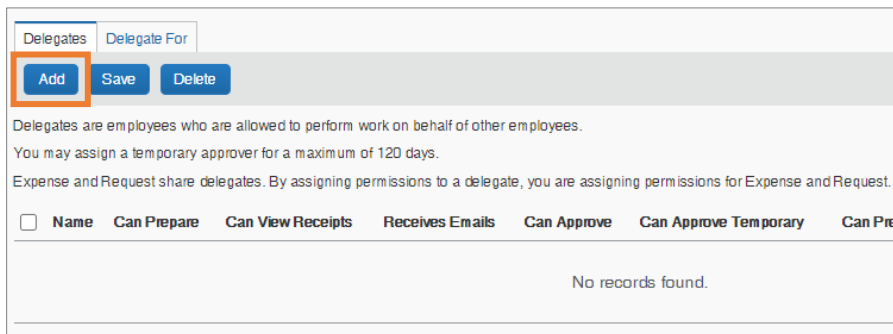 Delegates Delegate For
Add Save Delete
Delegates are employees who are allowed to perform work on behalf of other employees.
You may assign a temporary approver for a maximum of 120 days.
Expense and Request share delegates. By assigning permissions to a delegate, you are assigning permissions for Expense and Request.
Name Can Prepare Can View Receipts Receives Emails Can Approve Can Approve Temporary Can Pre
No records found.